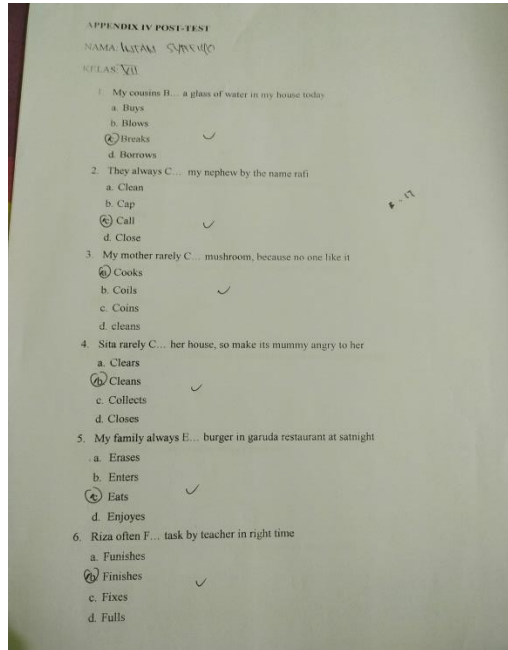 APPENDIX IV POST-TEST
NAMA:
KELAS: VII
1. My cousins B... a glass of water in my house today
a. Buys
b. Blows
c. Breaks
d. Borrows
2. They always C... my nephew by the name rafi
a. Clean
b. Cap
c. Call
d. Close
3. My mother rarely C... mushroom, because no one like it
a. Cooks
b. Coils
c. Coins
d. cleans
4. Sita rarely C... her house, so make its mummy angry to her
a. Clears
b. Cleans
c. Collects
d. Closes
5. My family always E... burger in garuda restaurant at satnight
a. Erases
b. Enters
c. Eats
d. Enjoyes
6. Riza often F... task by teacher in right time
a. Funishes
b. Finishes
c. Fixes
d. Fulls